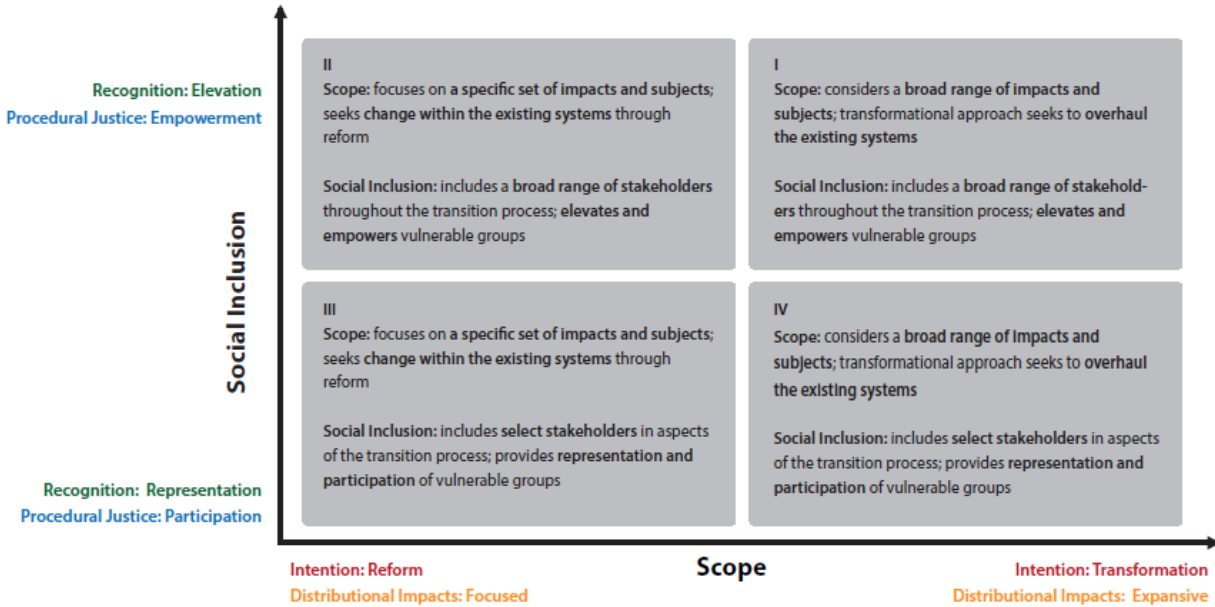 Recognition: Elevation
Procedural Justice: Empowerment
Social Inclusion
Recognition:  Representation
Procedural Justice: Participation
II
Scope: focuses on a specific set of impacts and subjects;
seeks change within the existing systems through
reform
Social Inclusion: includes a broad range of stakeholders
throughout the transition process; elevates and
empowers vulnerable groups
I
Scope: considers a broad range of impacts and
subjects; transformational approach seeks to overhaul
the existing systems
Social Inclusion: includes a broad range of stakehold-
ers throughout the transition process; elevates and
empowers vulnerable groups
III
Scope: focuses on a specific set of impacts and subjects;
seeks change within the existing systems through
reform
Social Inclusion: includes select stakeholders in aspects
of the transition process; provides representation and
participation of vulnerable groups
IV
Scope: considers a broad range of impacts and
subjects; transformational approach seeks to overhaul
the existing systems
Social Inclusion: includes select stakeholders in aspects
of the transition process; provides representation and
participation of vulnerable groups
Intention: Reform
Distributional Impacts: Focused
Scope
Intention: Transformation
Distributional Impacts:  Expansive